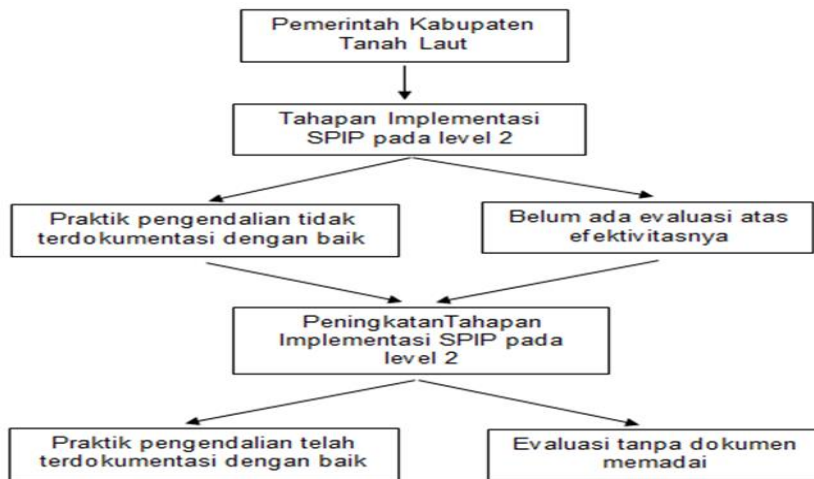 Pemerintah Kabupaten
Tanah Laut
Tahapan Implementasi
SPIP pada level 2
Praktik pengendalian tidak
terdokumentasi dengan baik
Belum ada evaluasi atas
efektivitasnya
PeningkatanTahapan
Implementasi SPIP pada
level 2
Praktik pengendalian telah
terdokumentasi dengan baik
Evaluasi tanpa dokumen
memadai